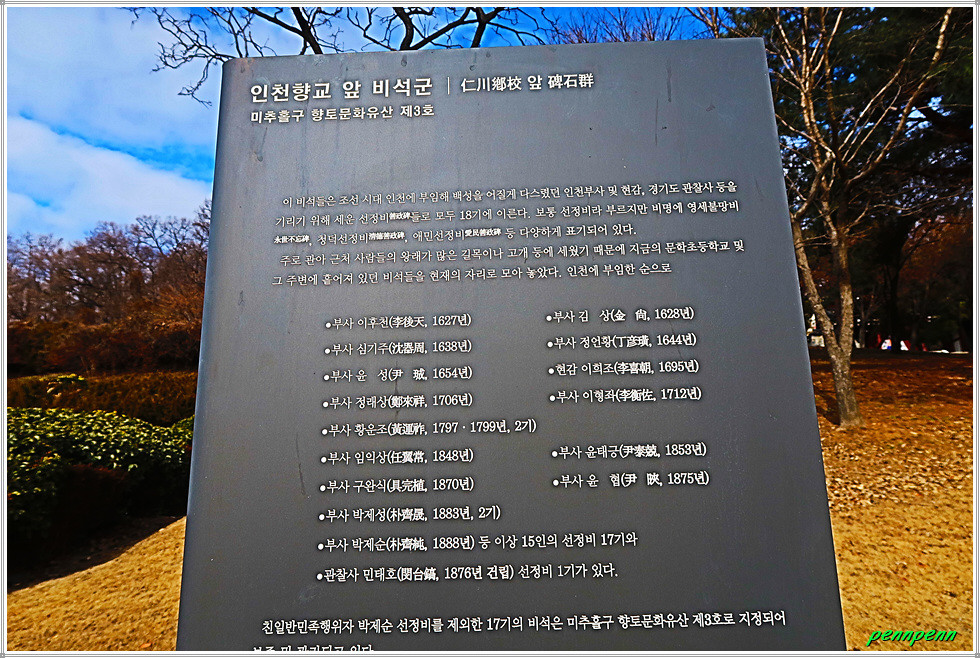 인천향교 앞 비석군 | 仁川鄕校 앞 碑石群
미추홀구 향토문화유산 제3호
이 비석들은 조선 시대 인천에 부임해 백성을 어질게 다스렸던 인천부사 및 현감, 경기도 관찰사 등을
기리기 위해 세운 선정비善政碑들로 모두 18기에 이른다. 보통 선정비라 부르지만 비명에 영세불망비
永世不忘碑, 청덕선정비淸德善政碑, 애민선정비愛民善政碑 등 다양하게 표기되어 있다.
주로 관아 근처 사람들의 왕래가 많은 길목이나 고개 등에 세웠기 때문에 지금의 문학초등학교 및
그 주변에 흩어져 있던 비석들을 현재의 자리로 모아 놓았다. 인천에 부임한 순으로
●부사 이후천(李後天, 1627년) ●부사 김 상(金 尙, 1628년)
●부사 심기주(沈器周, 1638년) ●부사 정언황(丁彦璜, 1644년)
●부사 윤 성(尹 珹, 1654년) ●현감 이희조(李喜朝, 1695년)
●부사 정래상(鄭來祥, 1706년) ●부사 이형좌(李衡佐, 1712년)
●부사 황운조(黃運祚, 1797 · 1799년, 2기)
●부사 임익상(任翼常, 1848년) ●부사 윤태긍(尹泰兢, 1853년)
●부사 구완식(具完植, 1870년) ●부사 윤 협(尹 , 1875년)
●부사 박제성(朴齊晟, 1883년, 2기)
●부사 박제순(朴齊純, 1888년) 등 이상 15인의 선정비 17기와
●관찰사 민태호(閔台鎬, 1876년 건립) 선정비 1기가 있다.
친일반민족행위자 박제순 선정비를 제외한 17기의 비석은 미추홀구 향토문화유산 제3호로 지정되어
pennpenn